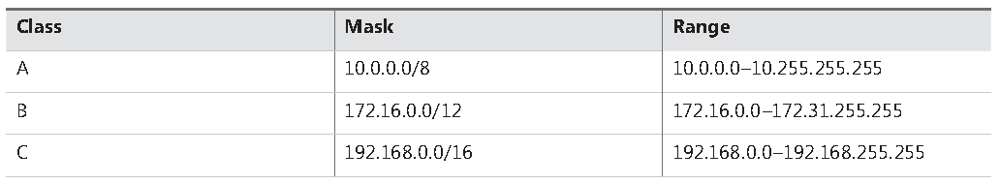 Class Mask Range
A 10.0.0.0/8 10.0.0.0–10.255.255.255
B 172.16.0.0/12 172.16.0.0–172.31.255.255
C 192.168.0.0/16 192.168.0.0–192.168.255.255